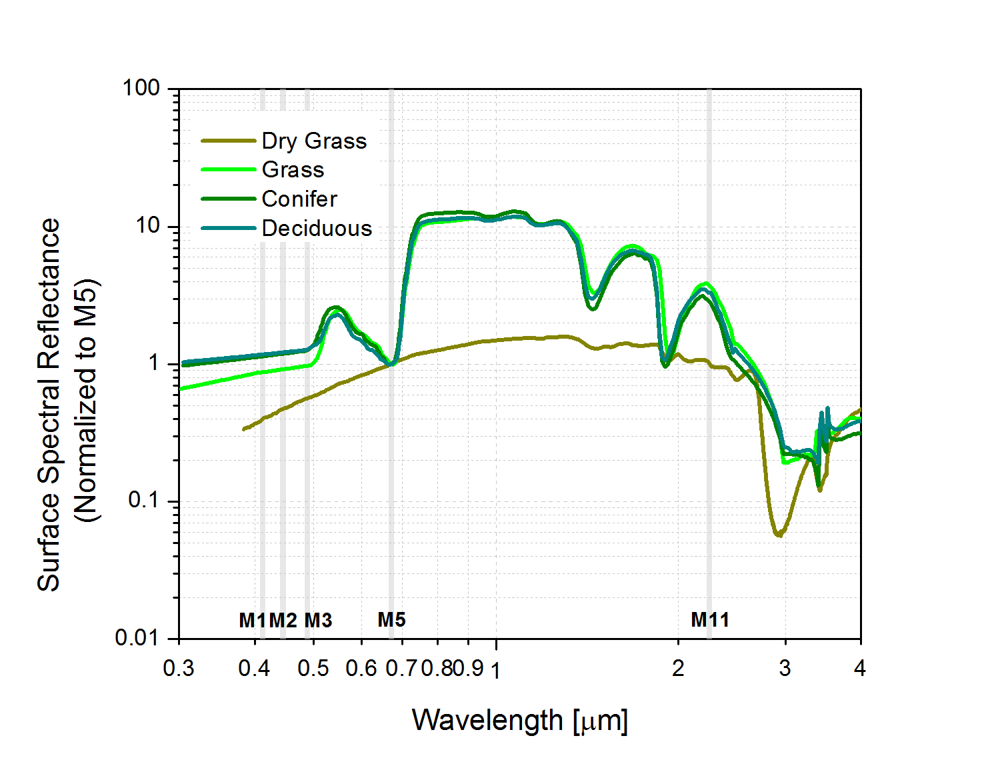 Surface Spectral Reflectance
(Normalized to M5)
100
10
1
0.1
0.01
Dry Grass
Grass
Conifer
Deciduous
M1 M2 M3 M5 M11
0.3 0.4 0.5 0.6 0.7 0.8 0.9 1 2 3 4
Wavelength [μm]